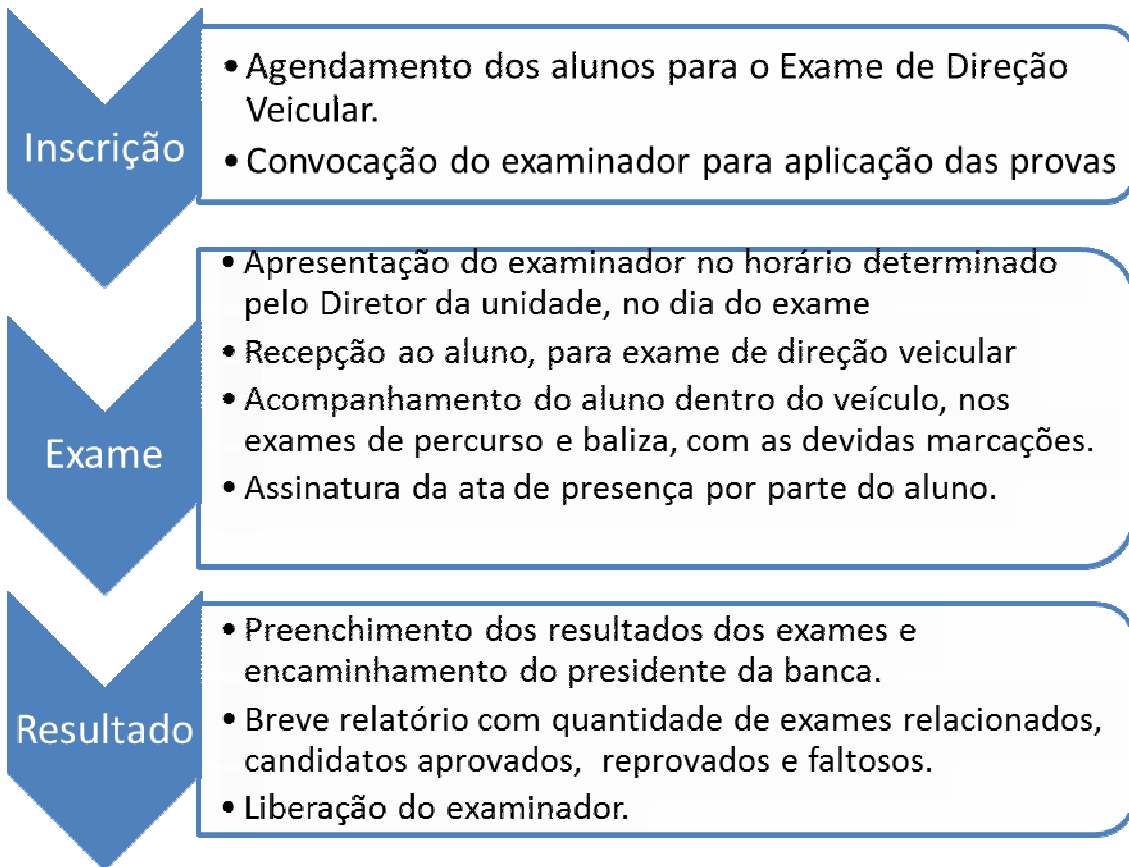 Inscrição
• Agendamento dos alunos para o Exame de Direção
Veicular.
• Convocação do examinador para aplicação das provas
Exame
• Apresentação do examinador no horário determinado
pelo Diretor da unidade, no dia do exame
• Recepção ao aluno, para exame de direção veicular
• Acompanhamento do aluno dentro do veículo, nos
exames de percurso e baliza, com as devidas marcações.
• Assinatura da ata de presença por parte do aluno.
Resultado
• Preenchimento dos resultados dos exames e
encaminhamento do presidente da banca.
• Breve relatório com quantidade de exames relacionados,
candidatos aprovados, reprovados e faltosos.
• Liberação do examinador.